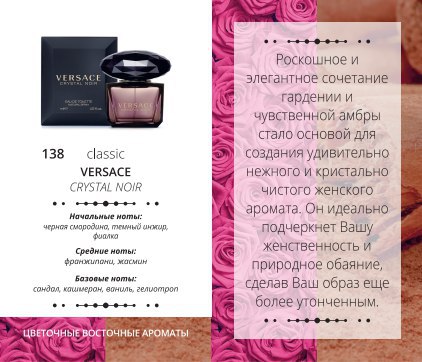 VERSACE
CRYSTAL NOIR
138 classic
VERSACE
CRYSTAL NOIR
Начальные ноты:
черная смородина, темный инжир,
фиалка
Средние ноты:
франжипани, жасмин
Базовые ноты:
сандал, кашмеран, ваниль, гелиотроп
ЦВЕТОЧНЫЕ ВОСТОЧНЫЕ АРОМАТЫ
Роскошное и
элегантное сочетание
гардении и
чувственной амбры
стало основой для
создания удивительно
нежного и кристально
чистого женского
аромата. Он идеально
подчеркнет Вашу
женственность и
природное обаяние,
сделав Ваш образ еще
более утонченным.